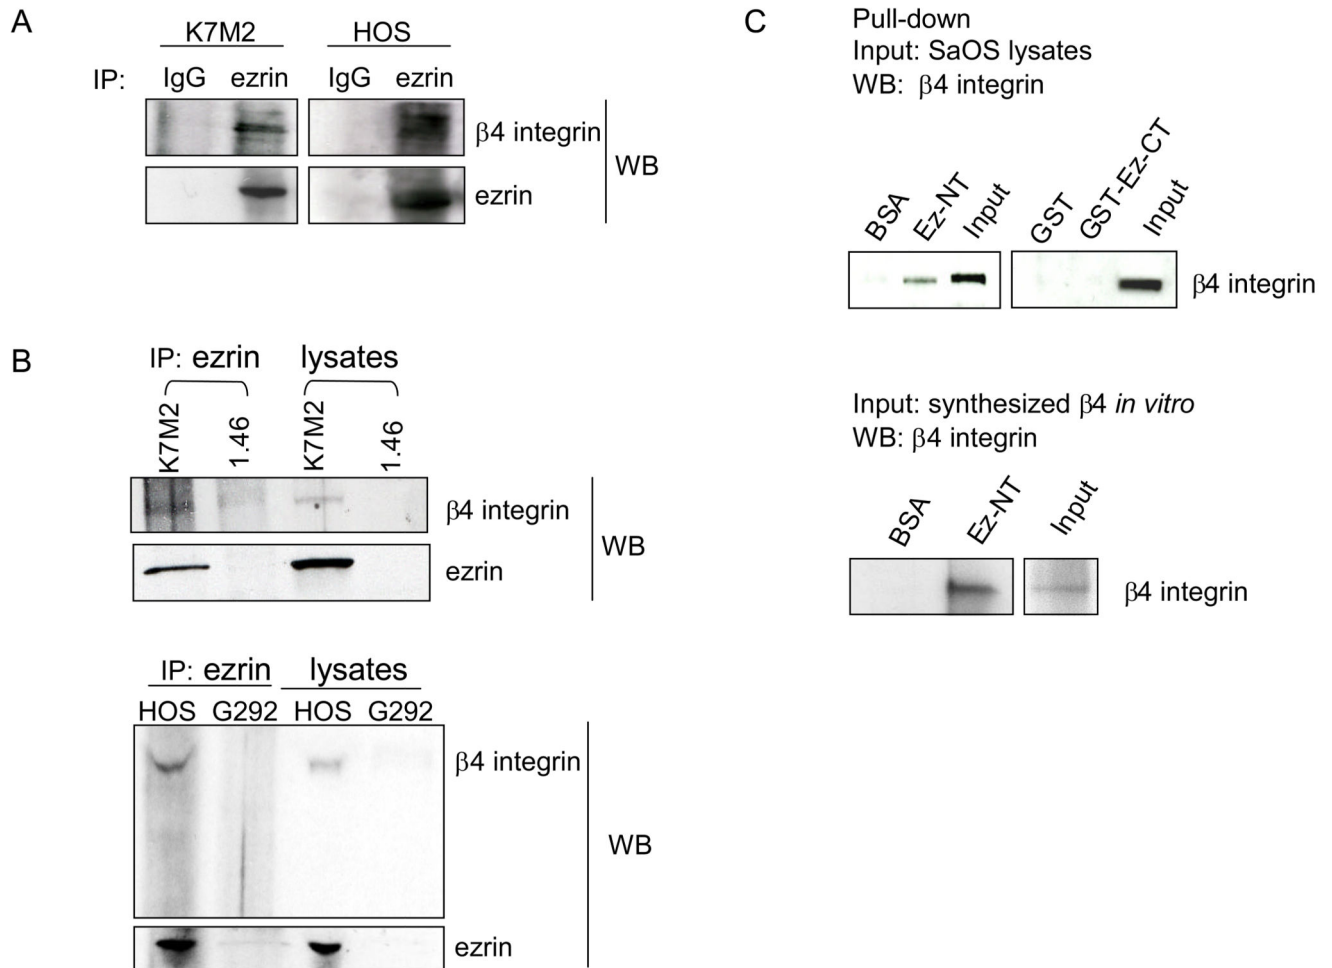 A
K7M2 HOS
IP: IgG ezrin IgG ezrin
β4 integrin
WB
ezrin
B
IP: ezrin lysates
K7M2 1.46 K7M2 1.46
β4 integrin
WB
ezrin
IP: ezrin lysates
HOS G292 HOS G292
β4 integrin
WB
ezrin
C
Pull-down
Input: SaOS lysates
WB: β4 integrin
BSA Ez-NT Input GST GST-Ez-CT Input
β4 integrin
Input: synthesized β4 in vitro
WB: β4 integrin
BSA Ez-NT Input
β4 integrin